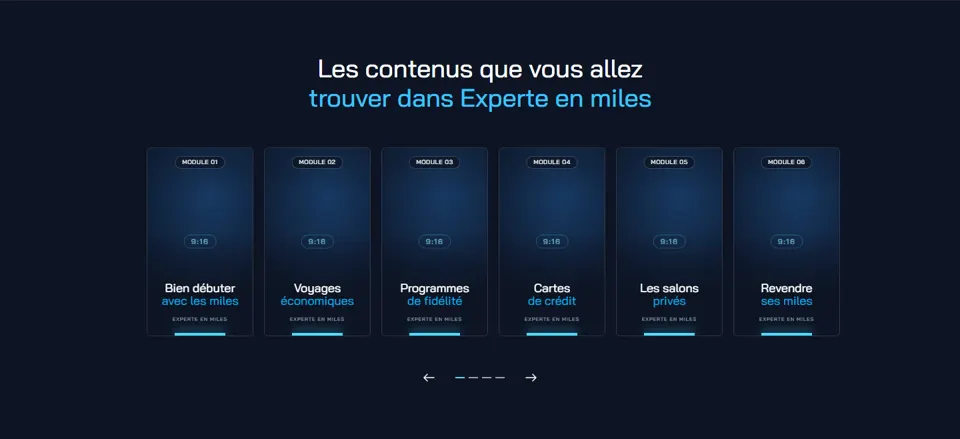 Les contenus que vous allez
trouver dans Experte en miles
MODULE 01
9:16
Bien débuter
avec les miles
EXPERTE EN MILES
MODULE 02
9:16
Voyages
économiques
EXPERTE EN MILES
MODULE 03
9:16
Programmes
de fidélité
EXPERTE EN MILES
MODULE 04
9:16
Cartes
de crédit
EXPERTE EN MILES
MODULE 05
9:16
Les salons
privés
EXPERTE EN MILES
MODULE 06
9:16
Revendre
ses miles
EXPERTE EN MILES